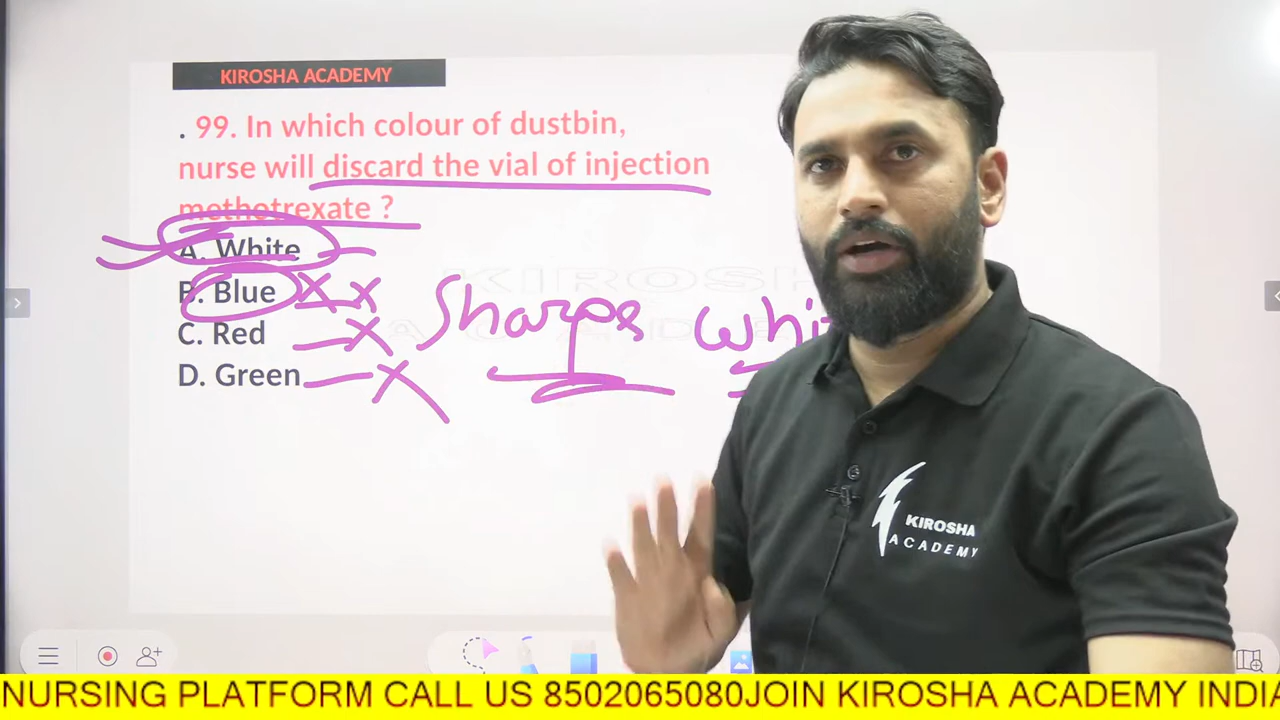 KIROSHA ACADEMY
. 99. In which colour of dustbin,
nurse will discard the vial of injection
methotrexate ?
A. White
B. Blue
C. Red
D. Green
Sharps
KIROSHA
ACADEMY
NURSING PLATFORM CALL US 8502065080JOIN KIROSHA ACADEMY INDIA